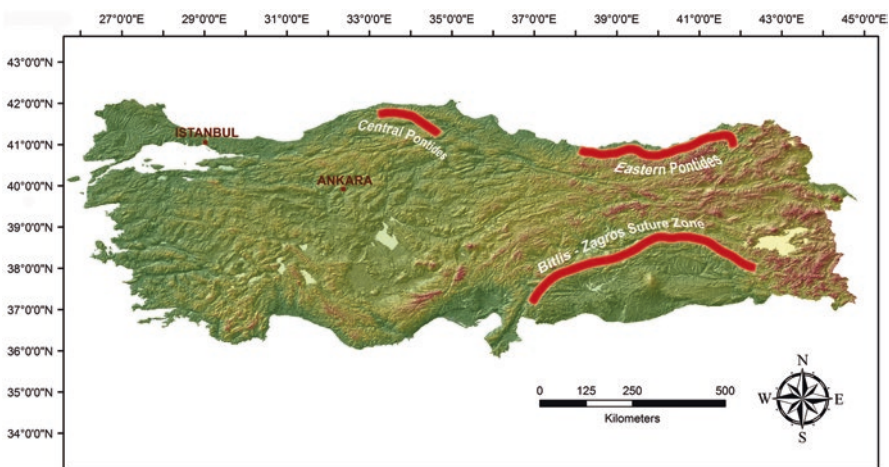 27°0'0"E 29°0'0"E 31°0'0"E 33°0'0"E 35°0'0"E 37°0'0"E 39°0'0"E 41°0'0"E 43°0'0"E 45°0'0"E
43°0'0"N
42°0'0"N
41°0'0"N
40°0'0"N
39°0'0"N
38°0'0"N
37°0'0"N
36°0'0"N
35°0'0"N
34°0'0"N
ISTANBUL
Central Pontides
Eastern Pontides
ANKARA
Bitlis - Zagros Suture Zone
0 125 250 500
Kilometers
N
W E
S